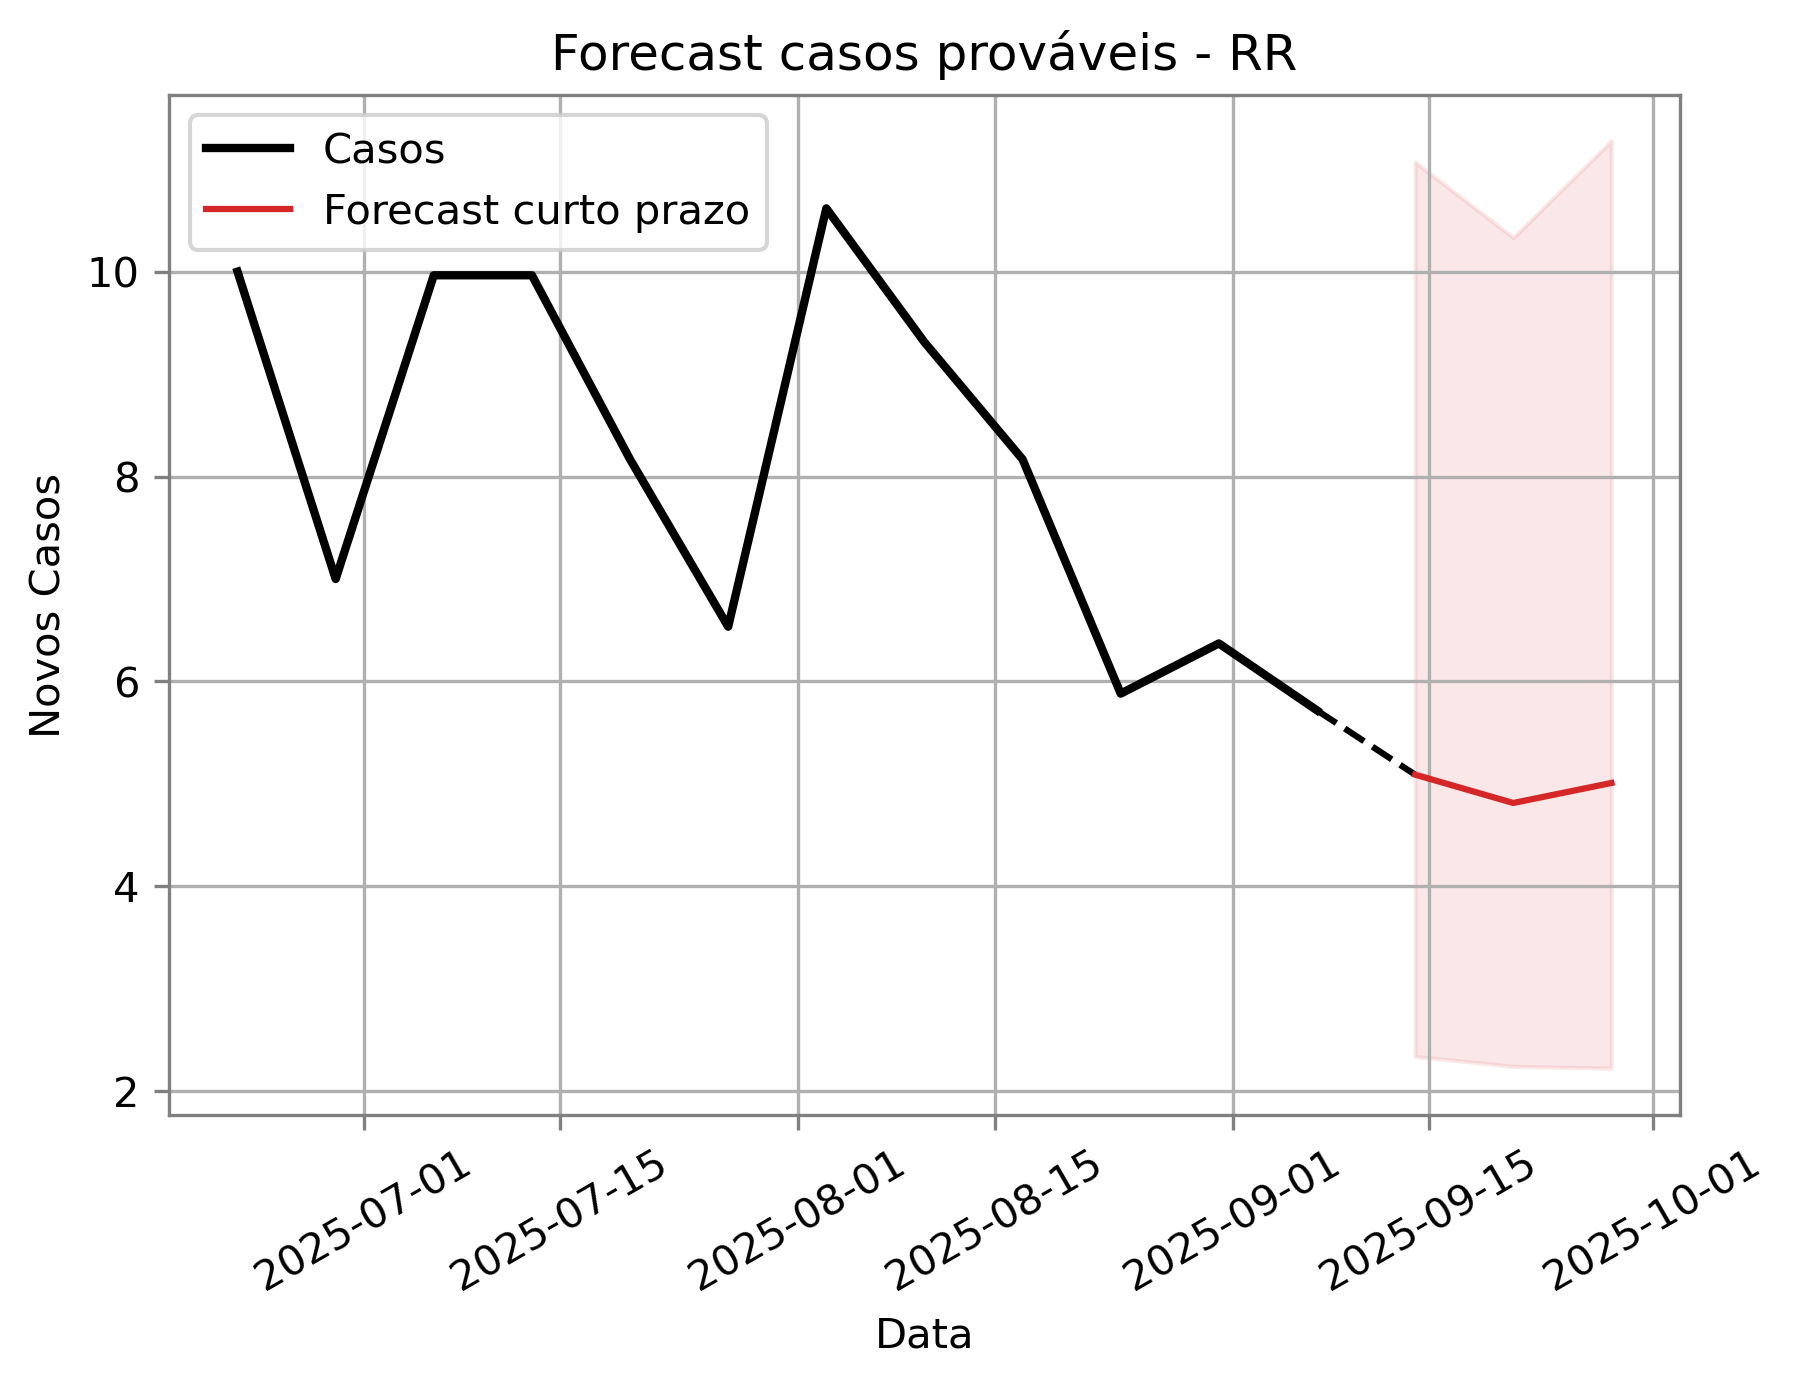 Forecast casos prováveis - RR
Casos
Forecast curto prazo
Novos Casos
10
8
6
4
2
2025-07-01
2025-07-15
2025-08-01
2025-08-15
2025-09-01
2025-09-15
2025-10-01
Data